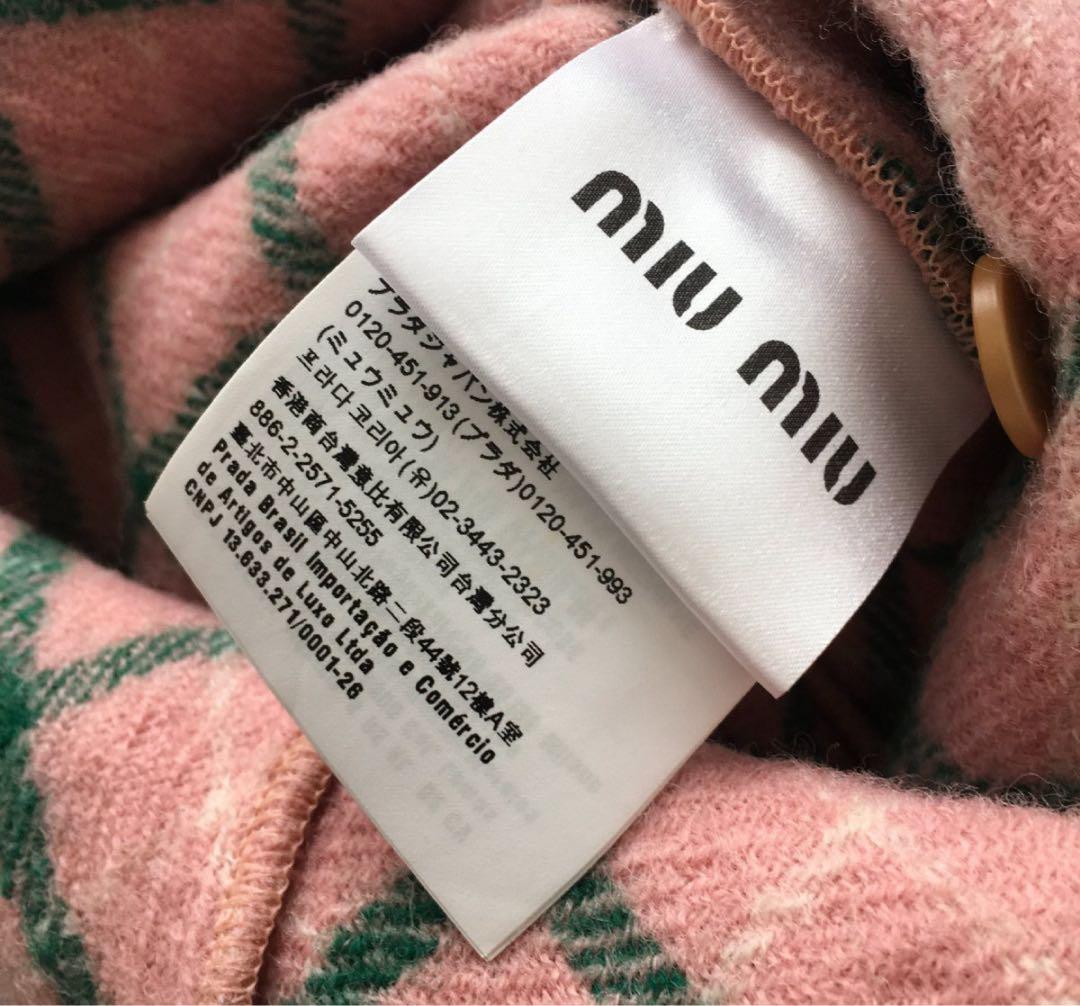 miu miu
プラダジャパン株式会社
0120-451-913(プラダ)0120-451-993
(ミュウミュウ)
프라다코리아(유)02-3443-2323
香港商台灣意比有限公司台灣分公司
886-2-2571-5255
臺北市中山區中山北路二段44號12樓A室
Prada Brasil Importação e Comércio
de Artigos de Luxo Ltda
CNPJ 13.633.271/0001-26